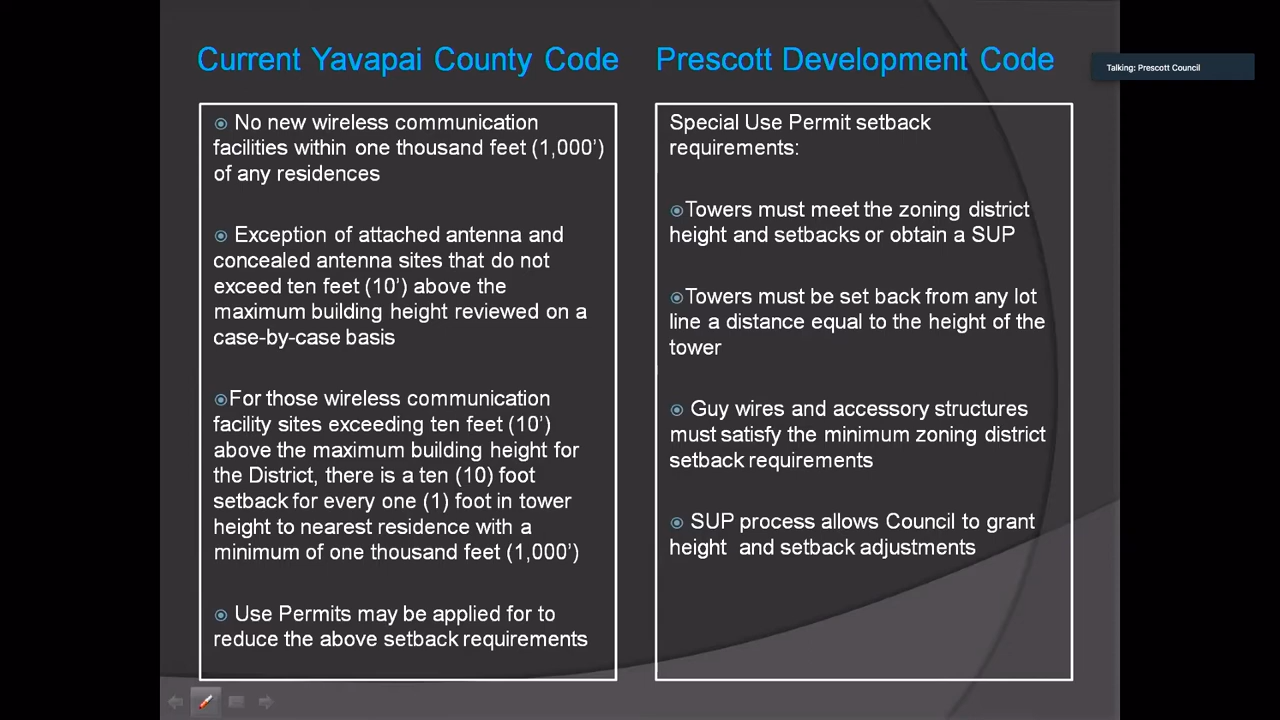 Current Yavapai County Code
⦿ No new wireless communication
facilities within one thousand feet (1,000’)
of any residences
⦿ Exception of attached antenna and
concealed antenna sites that do not
exceed ten feet (10’) above the
maximum building height reviewed on a
case-by-case basis
⦿For those wireless communication
facility sites exceeding ten feet (10’)
above the maximum building height for
the District, there is a ten (10) foot
setback for every one (1) foot in tower
height to nearest residence with a
minimum of one thousand feet (1,000’)
⦿ Use Permits may be applied for to
reduce the above setback requirements
Prescott Development Code
Special Use Permit setback
requirements:
⦿Towers must meet the zoning district
height and setbacks or obtain a SUP
⦿Towers must be set back from any lot
line a distance equal to the height of the
tower
⦿ Guy wires and accessory structures
must satisfy the minimum zoning district
setback requirements
⦿ SUP process allows Council to grant
height and setback adjustments
Talking: Prescott Council